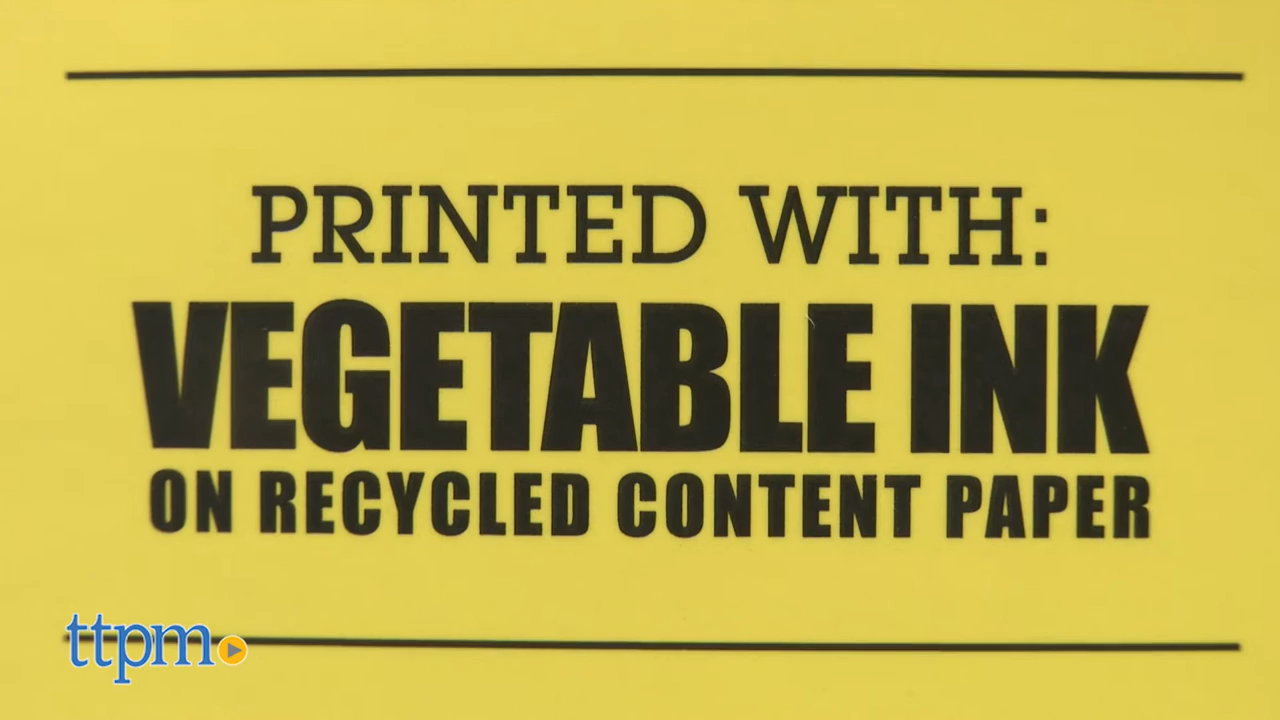 PRINTED WITH:
VEGETABLE INK
ON RECYCLED CONTENT PAPER
ttpm